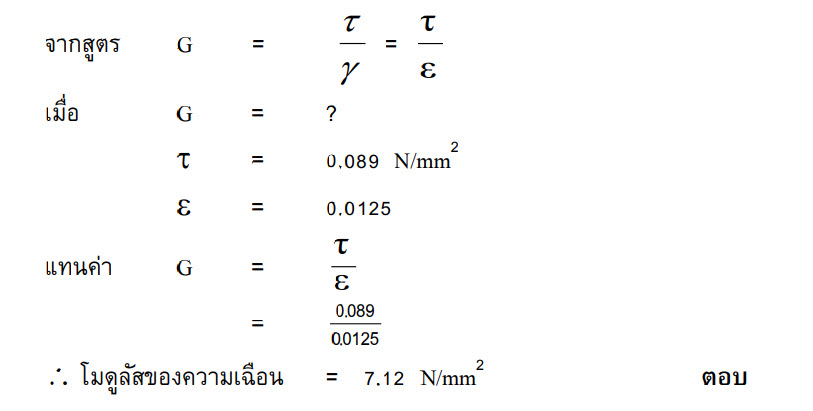 จากสูตร G = τ/γ = τ/ε
เมื่อ G = ?
τ = 0.089 N/mm²
ε = 0.0125
แทนค่า G = τ/ε
= 0.089/0.0125
∴ โมดูลัสของความเฉือน = 7.12 N/mm² ตอบ